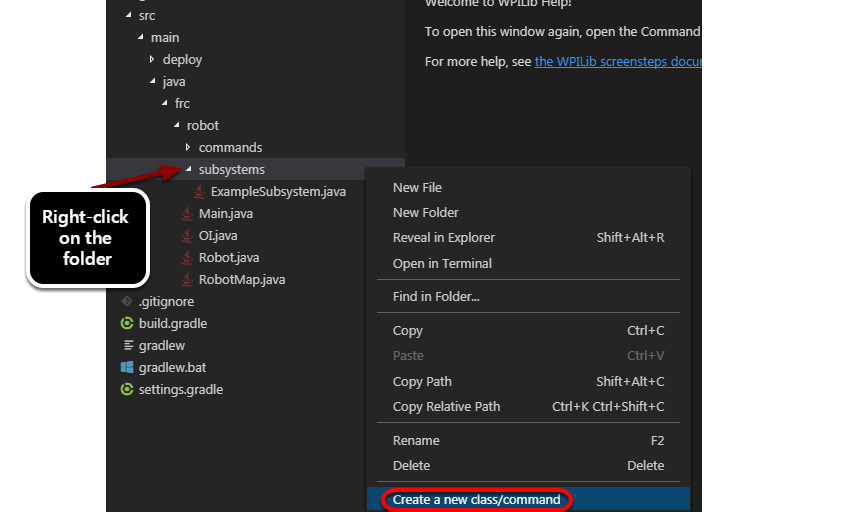 src
main
deploy
java
frc
robot
commands
subsystems
ExampleSubsystem.java
Main.java
OI.java
Robot.java
RobotMap.java
.gitignore
build.gradle
gradlew
gradlew.bat
settings.gradle
Right-click
on the
folder
Welcome to WPILib Help!
To open this window again, open the Command
For more help, see the WPILib screensteps docu
New File
New Folder
Reveal in Explorer Shift+Alt+R
Open in Terminal
Find in Folder...
Copy Ctrl+C
Paste Ctrl+V
Copy Path Shift+Alt+C
Copy Relative Path Ctrl+K Ctrl+Shift+C
Rename F2
Delete Delete
Create a new class/command